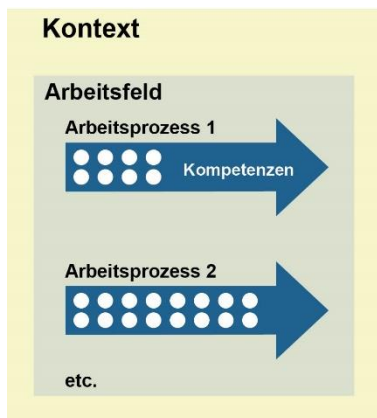 Kontext
Arbeitsfeld
Arbeitsprozess 1
Kompetenzen
Arbeitsprozess 2
etc.